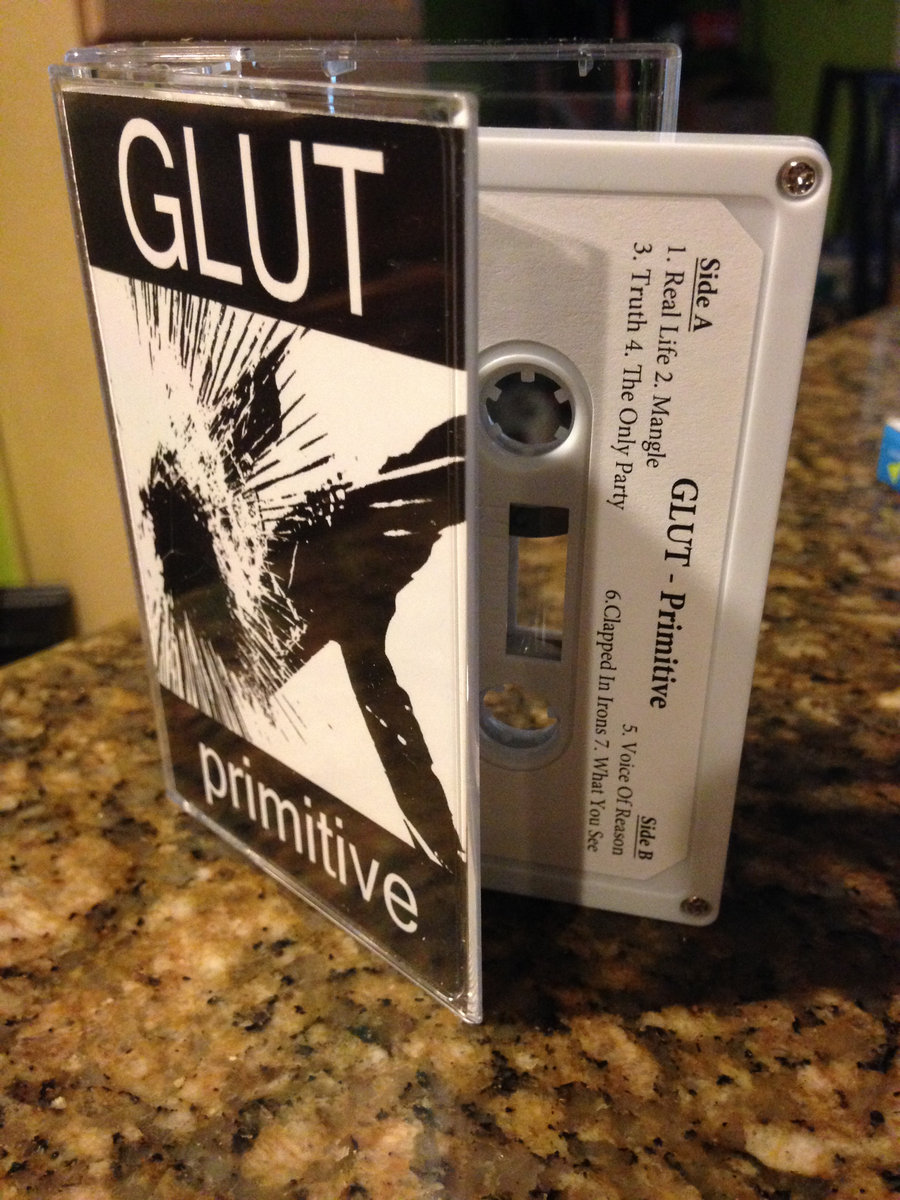 GLUT
primitive
Side A
1. Real Life 2. Mangle
3. Truth 4. The Only Party
GLUT - Primitive
Side B
5. Voice Of Reason
6.Clapped In Irons 7. What You See